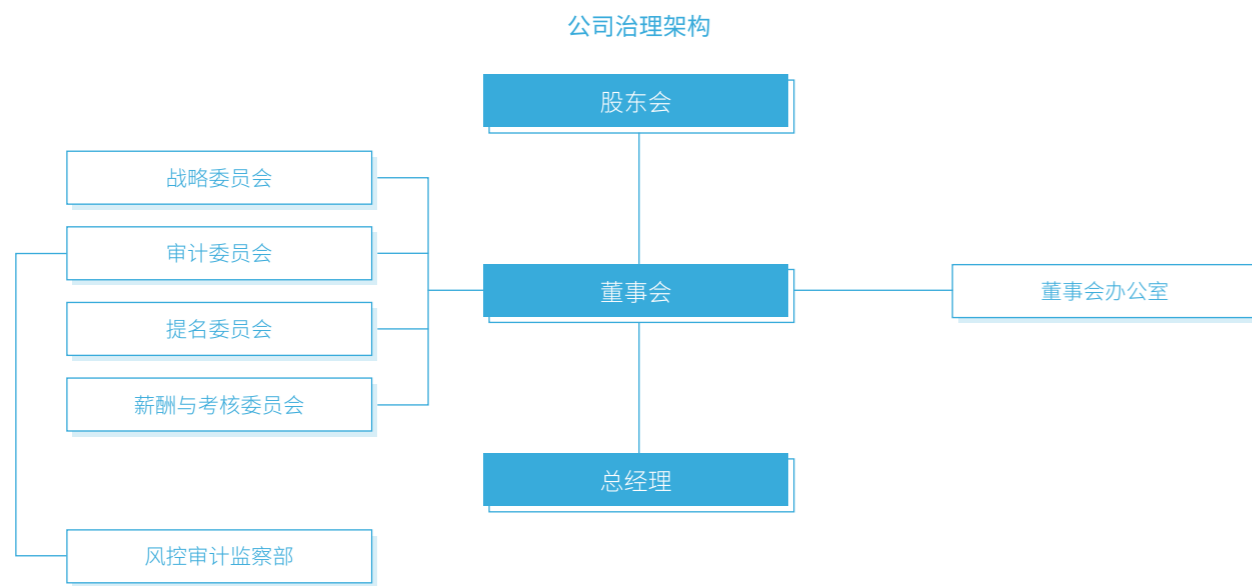 公司治理架构
股东会
战略委员会
审计委员会
董事会
董事会办公室
提名委员会
薪酬与考核委员会
总经理
风控审计监察部